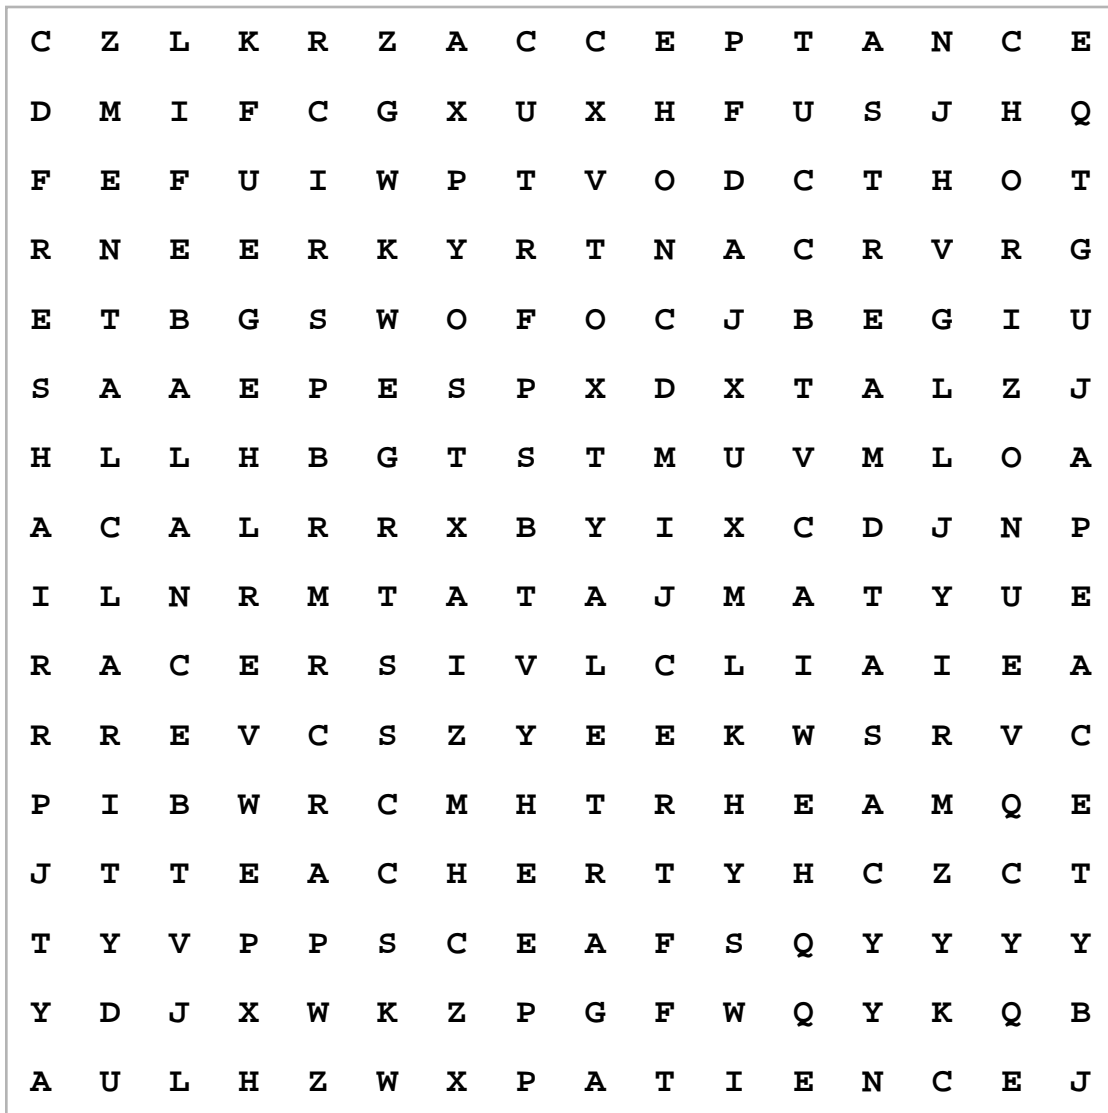 C Z L K R Z A C C E P T A N C E
D M I F C G X U X H F U S J H Q
F E F U I W P T V O D C T H O T
R N E E R K Y R T N A C R V R G
E T B G S W O F O C J B E G I U
S A A E P E S P X D X T A L Z J
H L L H B G T S T M U V M L O A
A C A L R R X B Y I X C D J N P
I L N R M T A T A J M A T Y U E
R A C E R S I V L C L I A I E A
R R E V C S Z Y E E K W S R V C
P I B W R C M H T R H E A M Q E
J T T E A C H E R T Y H C Z C T
T Y V P P S C E A F S Q Y Y Y Y
Y D J X W K Z P G F W Q Y K Q B
A U L H Z W X P A T I E N C E J